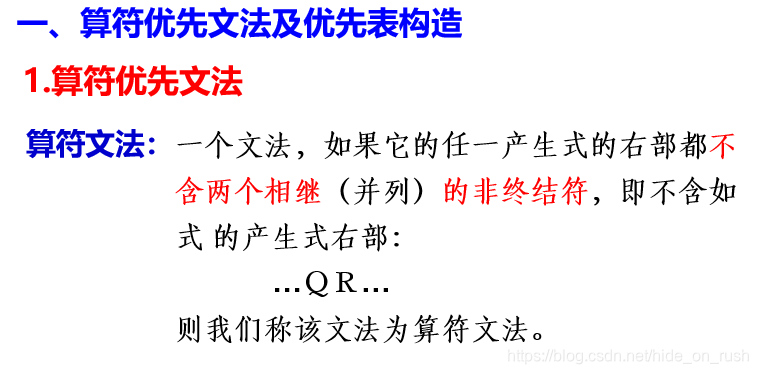 一、算符优先文法及优先表构造
1.算符优先文法
算符文法：一个文法，如果它的任一产生式的右部都不
含两个相继（并列）的非终结符，即不含如
式 的产生式右部：
…Q R…
则我们称该文法为算符文法。
https://blog.csdn.net/hide_on_rush